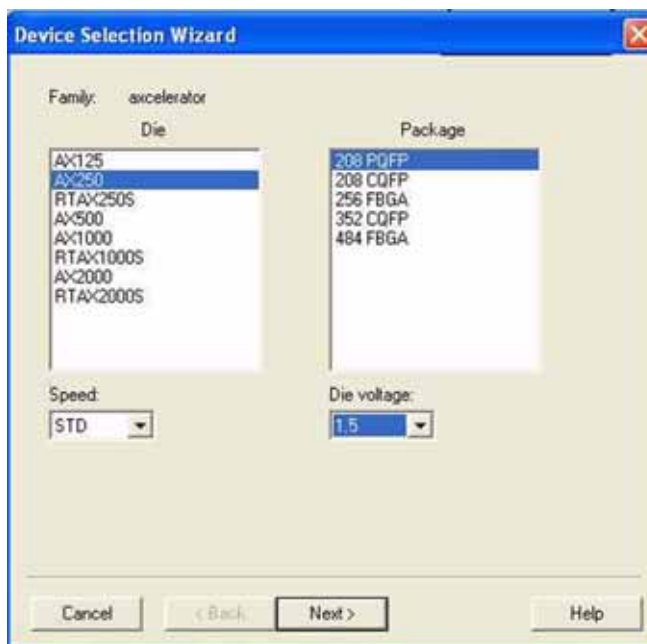 Device Selection Wizard
Family: axcelerator
Die
Package
AX125
AX250
RTAX250S
AX500
AX1000
RTAX1000S
AX2000
RTAX2000S
208 PQFP
208 CQFP
256 FBGA
352 CQFP
484 FBGA
Speed:
STD
Die voltage:
1.5
Cancel
< Back
Next >
Help